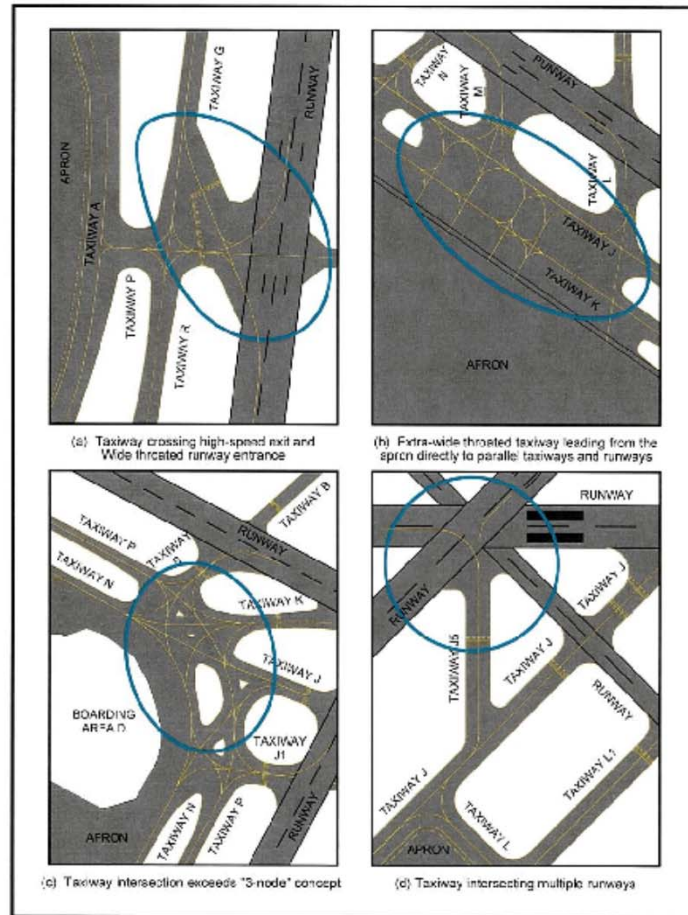 TAXIWAY G
RUNWAY
APRON
TAXIWAY A
TAXIWAY P
TAXIWAY R
(a) Taxiway crossing high-speed exit and
Wide throated runway entrance
TAXIWAY
N
TAXIWAY
M
RUNWAY
TAXIWAY
L
TAXIWAY J
TAXIWAY K
APRON
(b) Extra-wide throated taxiway leading from the
apron directly to parallel taxiways and runways
TAXIWAY B
RUNWAY
TAXIWAY P
TAXIWAY
TAXIWAY N
TAXIWAY K
TAXIWAY J
BOARDING
AREA D
TAXIWAY
J1
RUNWAY
TAXIWAY N
TAXIWAY P
APRON
(c) Taxiway intersection exceeds "3-node" concept
RUNWAY
RUNWAY
TAXIWAY J
TAXIWAY J5
TAXIWAY J
RUNWAY
TAXIWAY J
TAXIWAY L1
TAXIWAY L
APRON
(d) Taxiway intersecting multiple runways